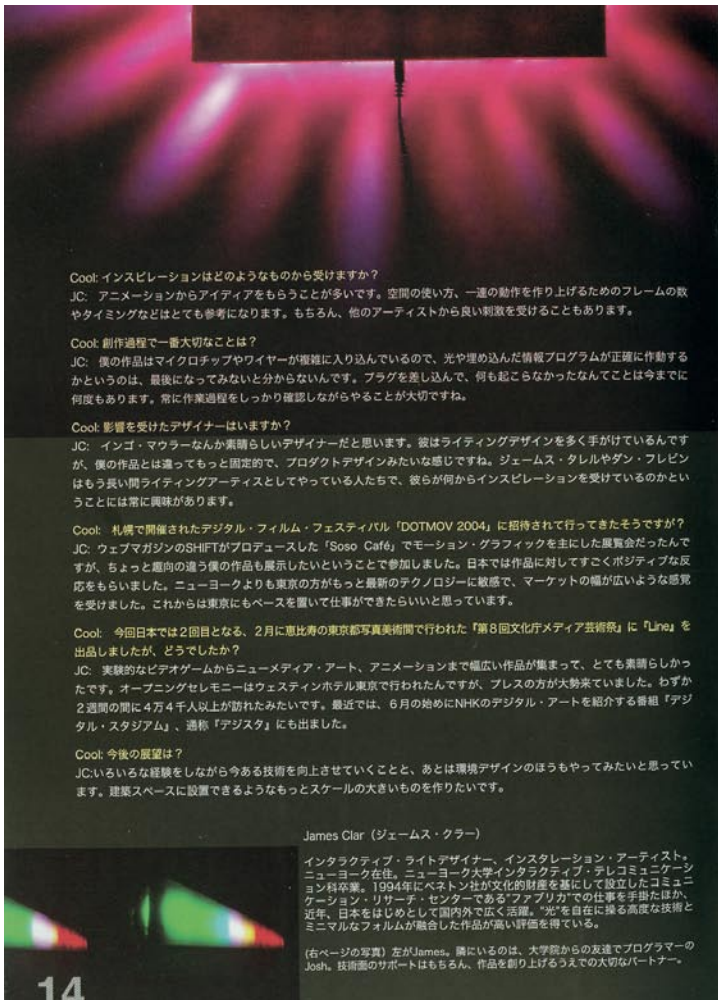 Cool: インスピレーションはどのようなものから受けますか？
JC: アニメーションからアイディアをもらうことが多いです。空間の使い方、一連の動作を作り上げるためのフレームの数
やタイミングなどはとても参考になります。もちろん、他のアーティストから良い刺激を受けることもあります。
Cool: 創作過程で一番大切なことは？
JC: 僕の作品はマイクロチップやワイヤーが複雑に入り込んでいるので、光や埋め込んだ情報プログラムが正確に作動する
かというのは、最後になってみないと分からないんです。プラグを差し込んで、何も起こらなかったなんてことは今までに
何度もあります。常に作業過程をしっかり確認しながらやることが大切ですね。
Cool: 影響を受けたデザイナーはいますか？
JC: インゴ・マウラーなんか素晴らしいデザイナーだと思います。彼はライティングデザインを多く手がけているんです
が、僕の作品とは違ってもっと固定的で、プロダクトデザインみたいな感じですね。ジェームス・タレルやダン・フレビン
はもう長い間ライティングアーティスとしてやっている人たちで、彼らが何からインスピレーションを受けているのかとい
うことには常に興味があります。
Cool: 札幌で開催されたデジタル・フィルム・フェスティバル「DOTMOV 2004」に招待されて行ってきたそうですが？
JC: ウェブマガジンのSHIFTがプロデュースした「Soso Café」でモーション・グラフィックを主にした展覧会だったんで
すが、ちょっと趣向の違う僕の作品も展示したいということで参加しました。日本では作品に対してすごくポジティブな反
応をもらいました。ニューヨークよりも東京の方がもっと最新のテクノロジーに敏感で、マーケットの幅が広いような感覚
を受けました。これからは東京にもベースを置いて仕事ができたらいいと思っています。
Cool: 今回日本では２回目となる、２月に恵比寿の東京都写真美術館で行われた『第８回文化庁メディア芸術祭』に『Line』を
出品しましたが、どうでしたか？
JC: 実験的なビデオゲームからニューメディア・アート、アニメーションまで幅広い作品が集まって、とても素晴らしかっ
たです。オープニングセレモニーはウェスティンホテル東京で行われたんですが、プレスの方が大勢来ていました。わずか
２週間の間に４万４千人以上が訪れたみたいです。最近では、６月の始めにNHKのデジタル・アートを紹介する番組『デジ
タル・スタジアム』、通称『デジスタ』にも出ました。
Cool: 今後の展望は？
JC:いろいろな経験をしながら今ある技術を向上させていくことと、あとは環境デザインのほうもやってみたいと思ってい
ます。建築スペースに設置できるようなもっとスケールの大きいものを作りたいです。
James Clar（ジェームス・クラー）
インタラクティブ・ライトデザイナー、インスタレーション・アーティスト。
ニューヨーク在住。ニューヨーク大学インタラクティブ・テレコミュニケーシ
ョン科卒業。1994年にベネトン社が文化的財産を基にして設立したコミュニ
ケーション・リサーチ・センターである"ファブリカ"での仕事を手掛けたほか、
近年、日本をはじめとして国内外で広く活躍。"光"を自在に操る高度な技術と
ミニマルなフォルムが融合した作品が高い評価を得ている。
(右ページの写真）左がJames。隣にいるのは、大学院からの友達でプログラマーの
Josh。技術面のサポートはもちろん、作品を創り上げるうえでの大切なパートナー。
14